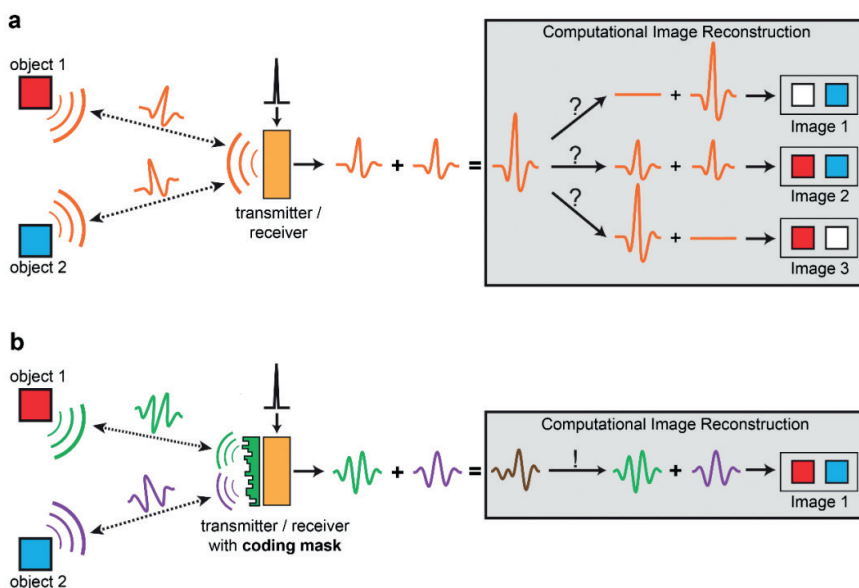 a
Computational Image Reconstruction
object 1
?
+
Image 1
+
=
?
+
Image 2
transmitter /
receiver
?
+
object 2
Image 3
b
object 1
Computational Image Reconstruction
+
=
!
+
Image 1
transmitter / receiver
with coding mask
object 2